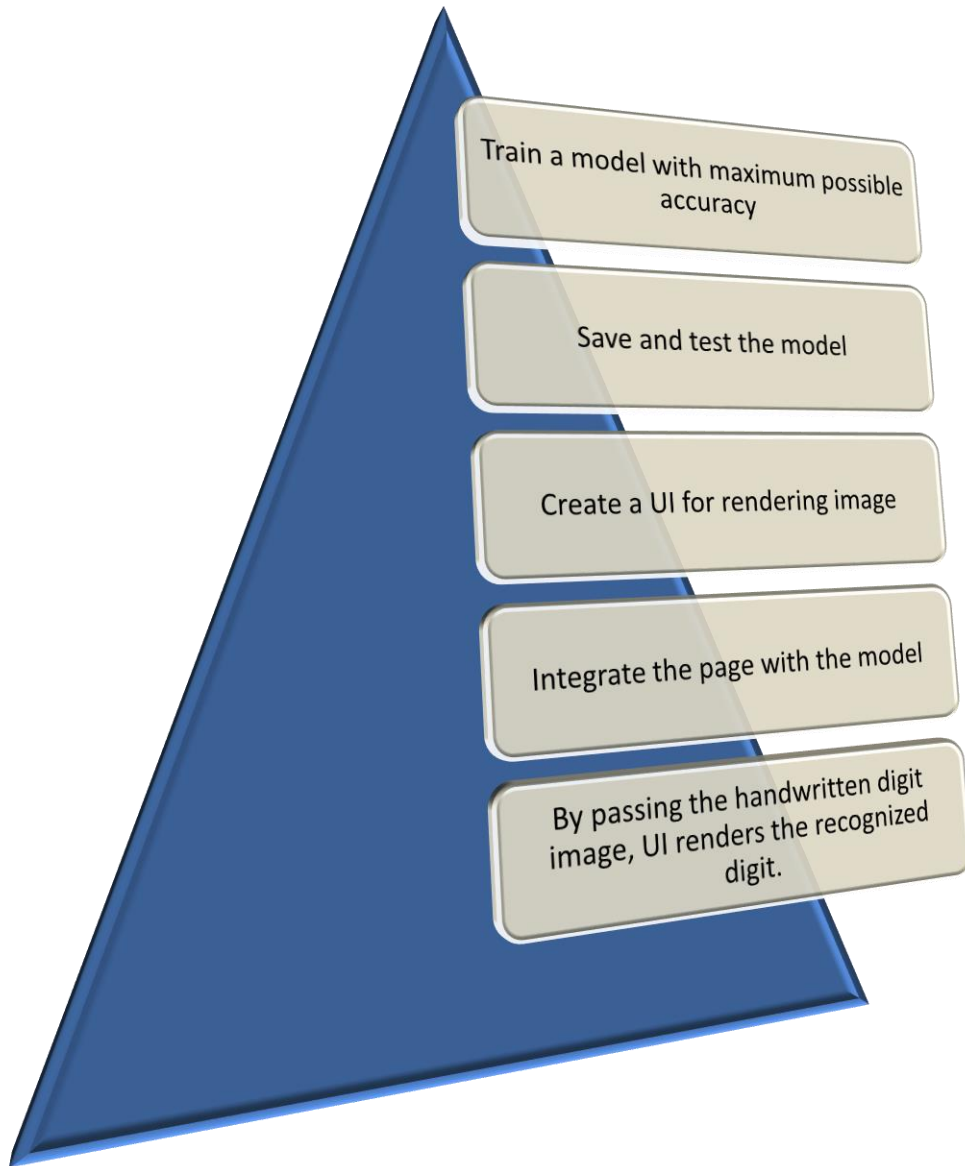 Train a model with maximum possible
accuracy
Save and test the model
Create a UI for rendering image
Integrate the page with the model
By passing the handwritten digit
image, UI renders the recognized
digit.